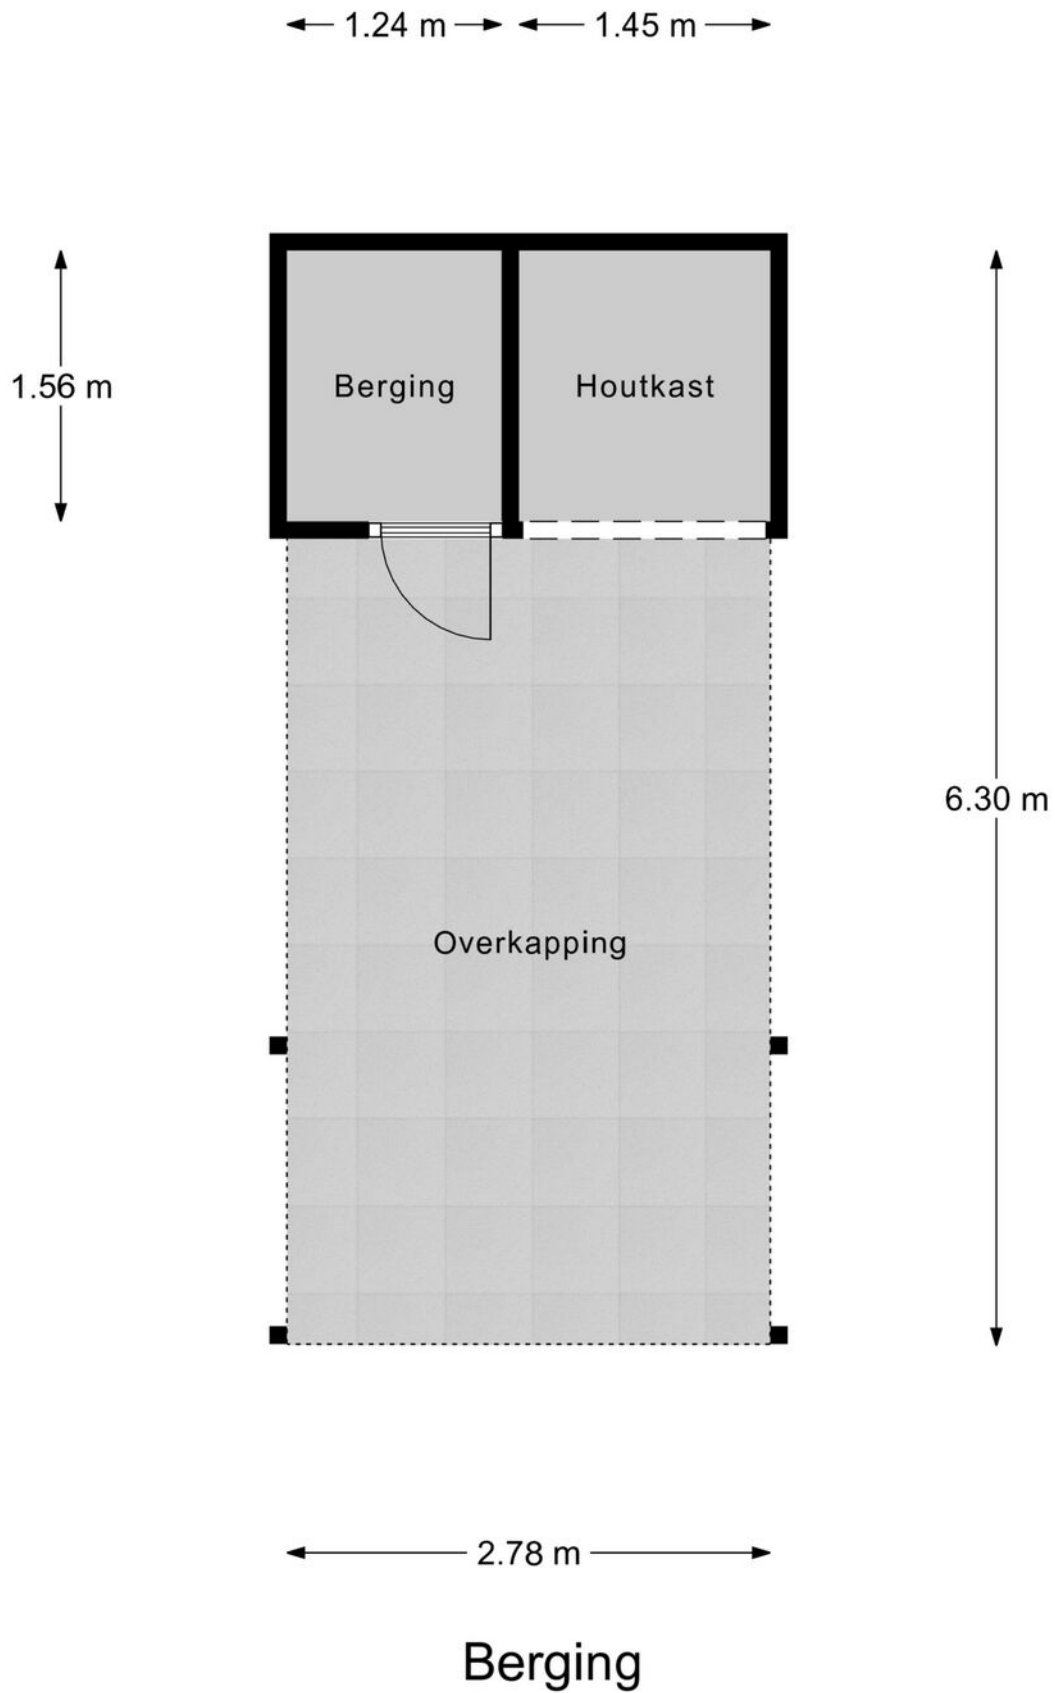 1.24 m 1.45 m
1.56 m
Berging Houtkast
6.30 m
Overkapping
2.78 m
Berging